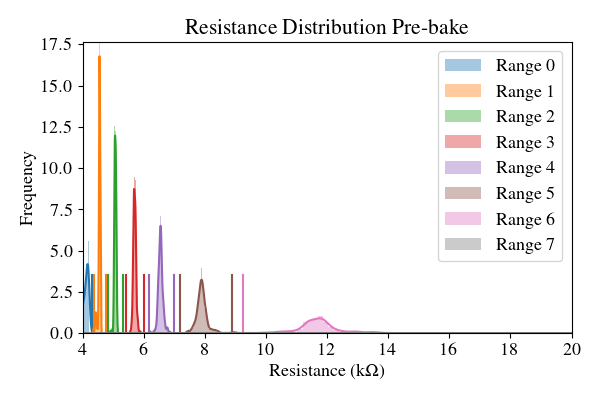 Resistance Distribution Pre-bake
17.5
15.0
12.5
10.0
7.5
5.0
2.5
0.0
Frequency
Range 0
Range 1
Range 2
Range 3
Range 4
Range 5
Range 6
Range 7
4 6 8 10 12 14 16 18 20
Resistance (kΩ)